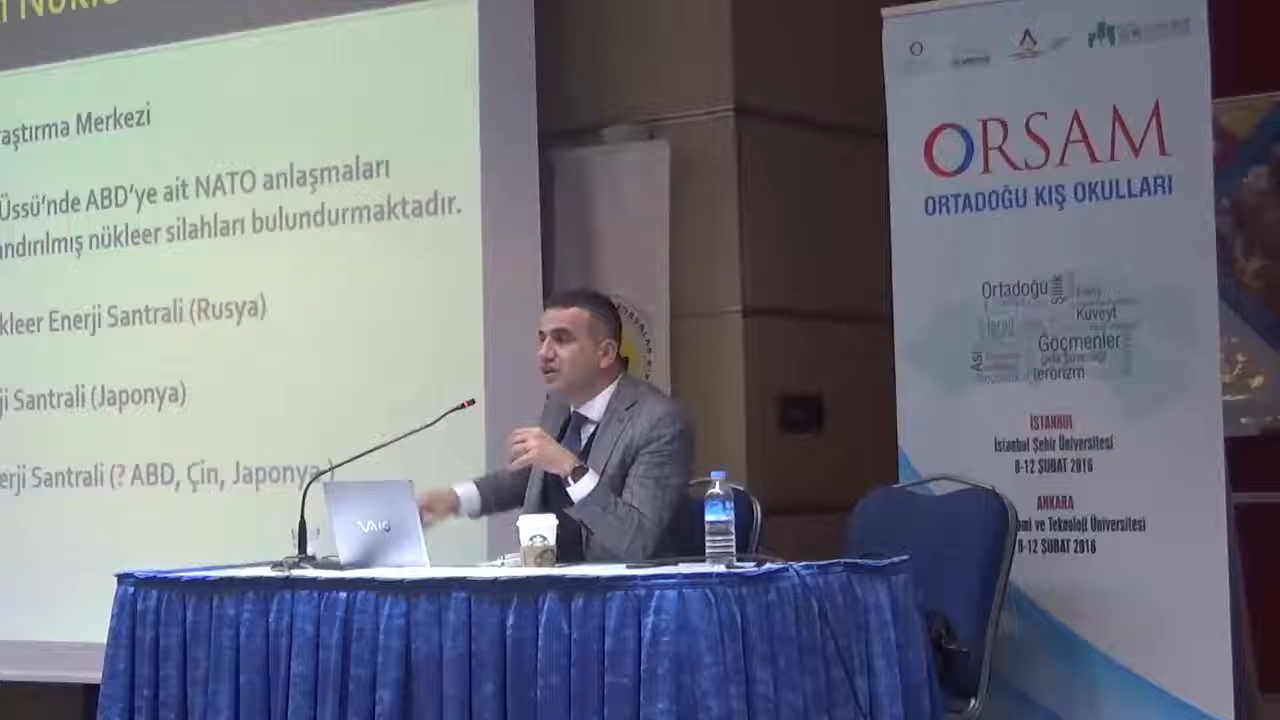 raştırma Merkezi
Üssü'nde ABD'ye ait NATO anlaşmaları
andırılmış nükleer silahları bulundurmaktadır.
kleer Enerji Santrali (Rusya)
ji Santrali (Japonya)
erji Santrali (? ABD, Çin, Japonya )
VAIO
ORSAM
ORTADOĞU KIŞ OKULLARI
Ortadoğu
Kuveyt
Göçmenler
terörizm
İSTANBUL
İstanbul Şehir Üniversitesi
8-12 ŞUBAT 2016
ANKARA
omi ve Teknoloji Üniversitesi
8-12 ŞUBAT 2016